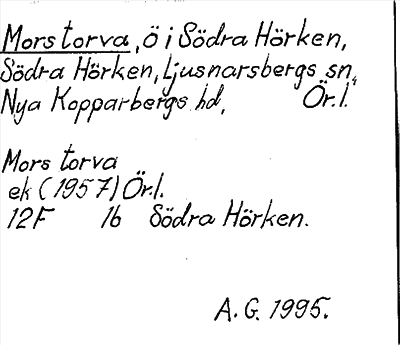 Mors torva, ö i Södra Hörken,
Södra Hörken, Ljusnarsbergs sn,
Nya Kopparbergs hd, Ör.l.
Mors torva
ek (1957) Ör.l.
12F 1b Södra Hörken.
A. G. 1995.